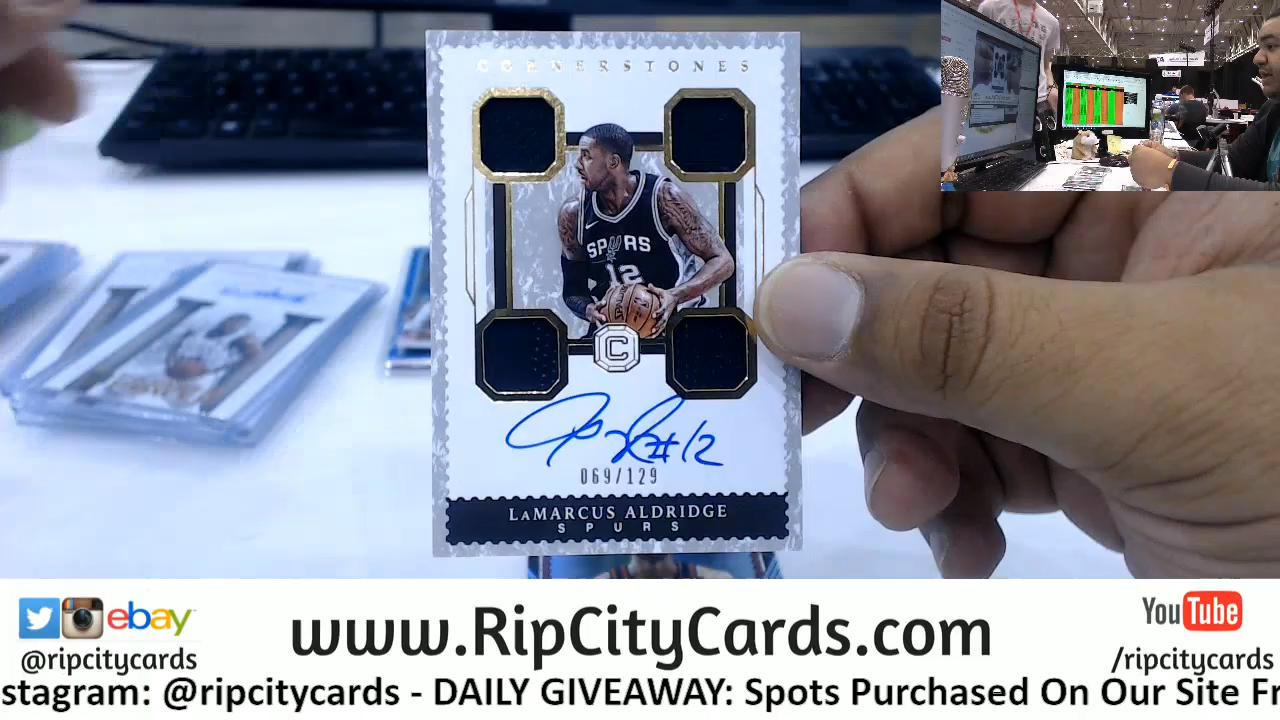 CORNERSTONES
SPURS
12
C
#12
069/129
LaMARCUS ALDRIDGE
SPURS
ebay
@ripcitycards
www.RipCityCards.com
YouTube
/ripcitycards
stagram: @ripcitycards - DAILY GIVEAWAY: Spots Purchased On Our Site Fr